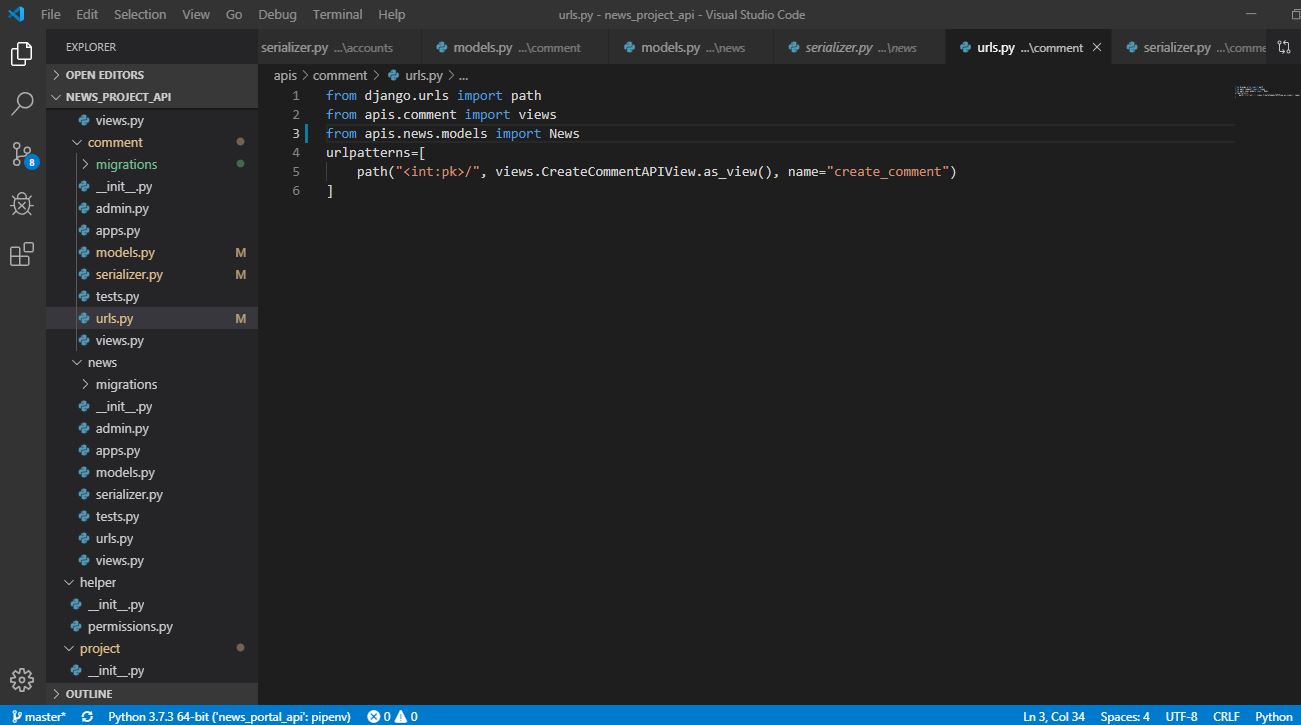 File Edit Selection View Go Debug Terminal Help urls.py - news_project_api - Visual Studio Code
EXPLORER
OPEN EDITORS
NEWS_PROJECT_API
views.py
comment
migrations
__init__.py
admin.py
apps.py
models.py M
serializer.py M
tests.py
urls.py M
views.py
news
migrations
__init__.py
admin.py
apps.py
models.py
serializer.py
tests.py
urls.py
views.py
helper
__init__.py
permissions.py
project
__init__.py
OUTLINE
8
serializer.py ...\accounts models.py ...\comment models.py ...\news serializer.py ...\news urls.py ...\comment serializer.py ...\comme
apis > comment > urls.py > ...
1 from django.urls import path
2 from apis.comment import views
3 from apis.news.models import News
4 urlpatterns=[
5 path("<int:pk>/", views.CreateCommentAPIView.as_view(), name="create_comment")
6 ]
master* Python 3.7.3 64-bit ('news_portal_api': pipenv) 0 0 Ln 3, Col 34 Spaces: 4 UTF-8 CRLF Python